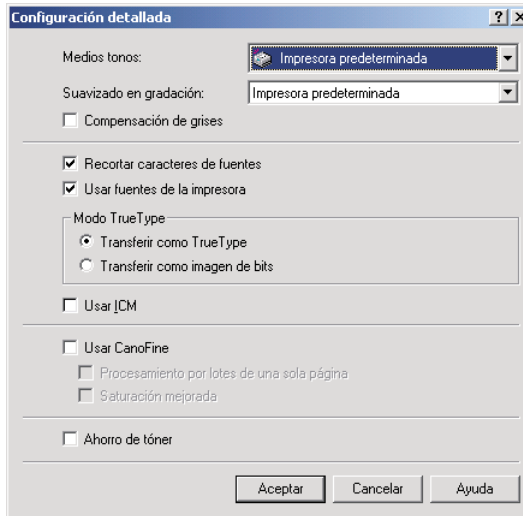 Configuración detallada
Medios tonos: Impresora predeterminada
Suavizado en gradación: Impresora predeterminada
Compensación de grises
Recortar caracteres de fuentes
Usar fuentes de la impresora
Modo TrueType
Transferir como TrueType
Transferir como imagen de bits
Usar ICM
Usar CanoFine
Procesamiento por lotes de una sola página
Saturación mejorada
Ahorro de tóner
Aceptar Cancelar Ayuda